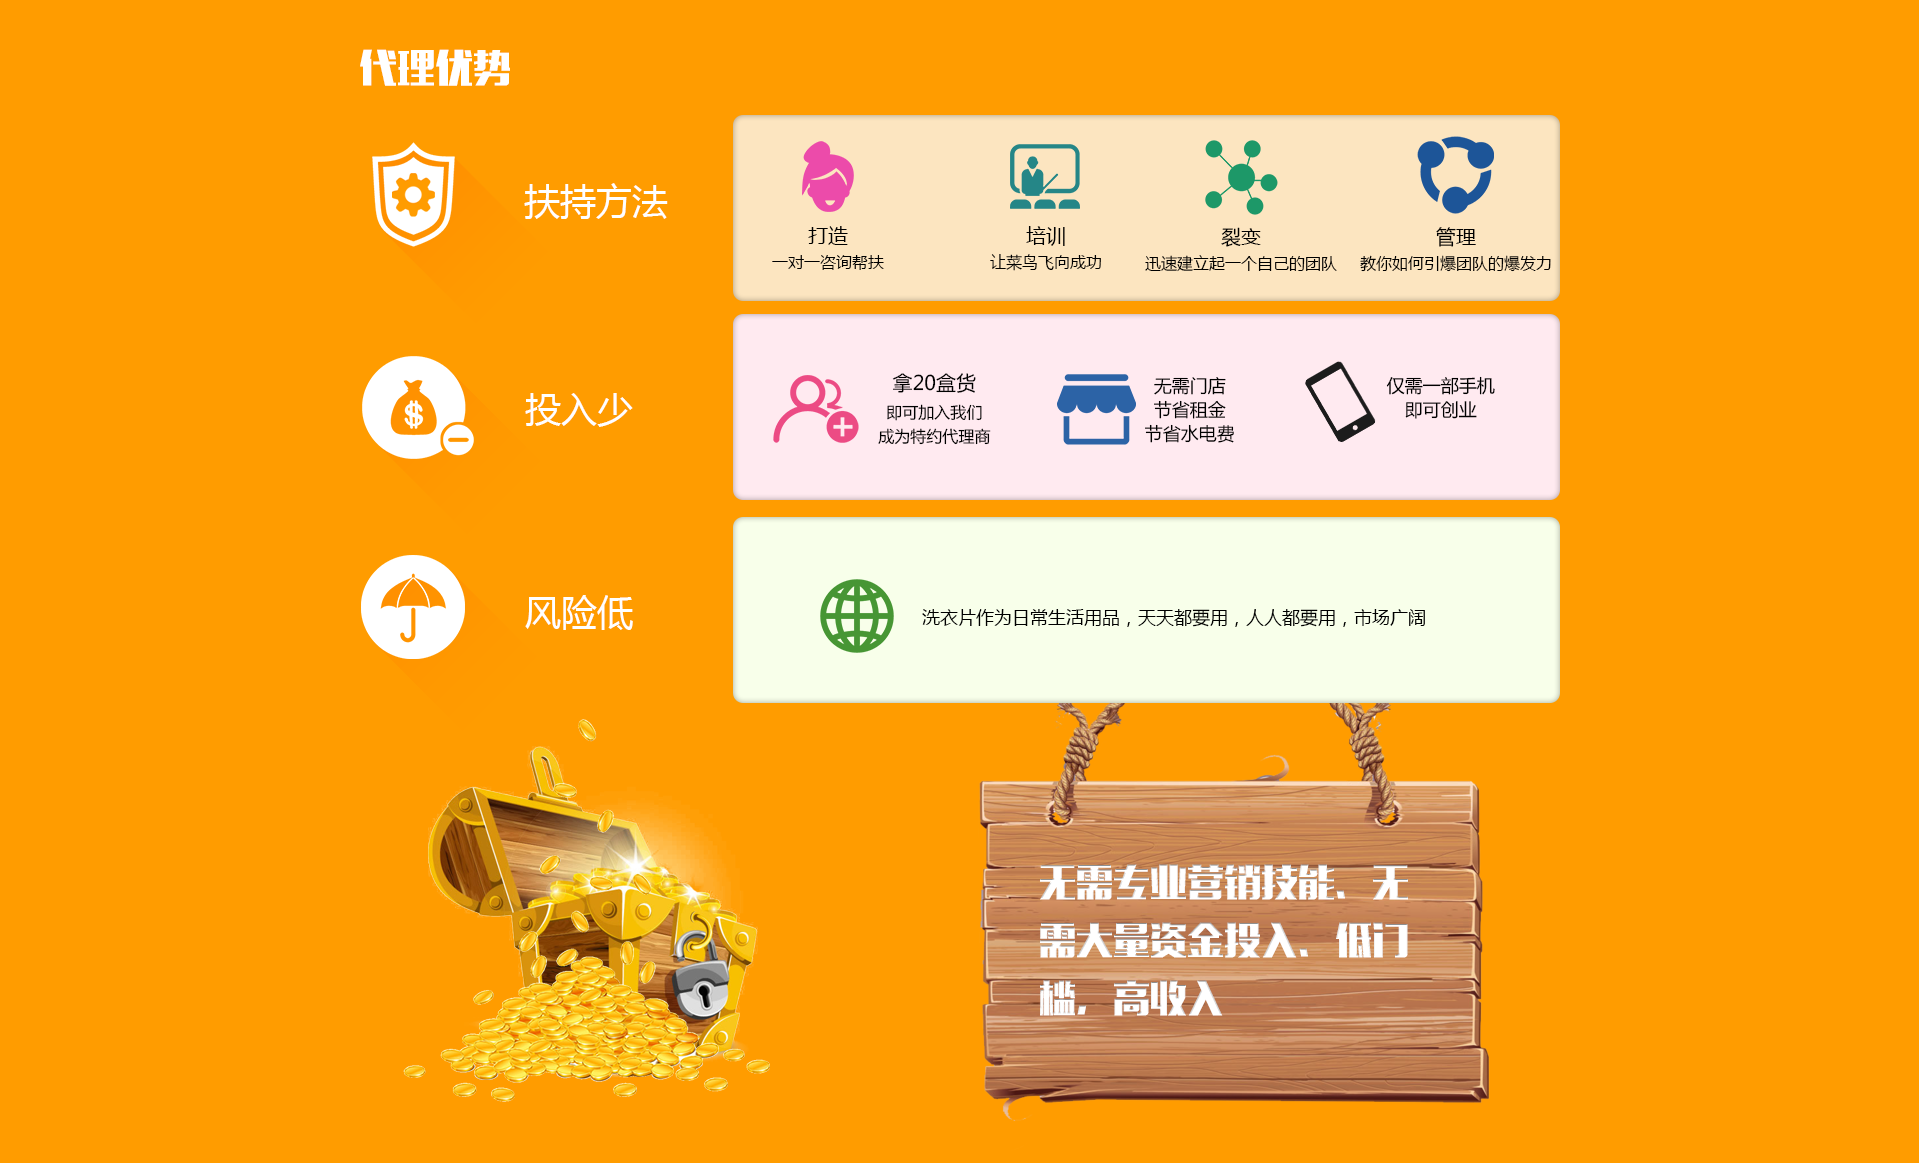 代理优势
扶持方法
打造
一对一咨询帮扶
培训
让菜鸟飞向成功
裂变
迅速建立起一个自己的团队
管理
教你如何引爆团队的爆发力
投入少
拿20盒货
即可加入我们
成为特约代理商
无需门店
节省租金
节省水电费
仅需一部手机
即可创业
风险低
洗衣片作为日常生活用品，天天都要用，人人都要用，市场广阔
无需专业营销技能、无
需大量资金投入、低门
槛，高收入